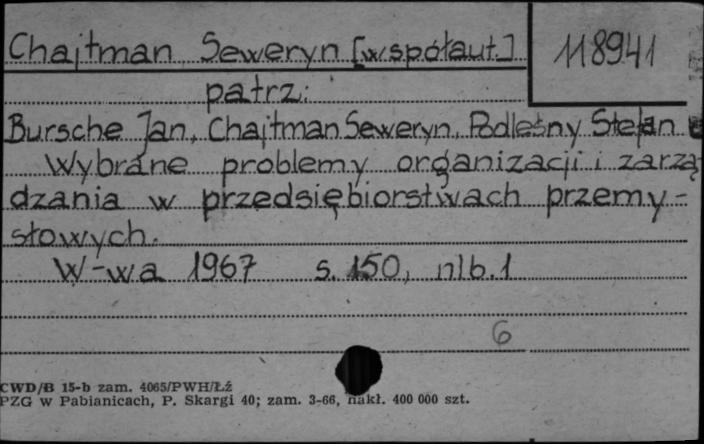 Chajtman Seweryn [współaut.] 118941
patrz:
Bursche Jan, Chajtman Seweryn, Podleśny Stefan
Wybrane problemy organizacji i zarzą-
dzania w przedsiębiorstwach przemy-
słowych.
W-wa 1967 s. 150, nlb. 1
6
CWD/B 15-b zam. 4065/PWH/Łź
PZG w Pabianicach, P. Skargi 40; zam. 3-66, nakł. 400 000 szt.